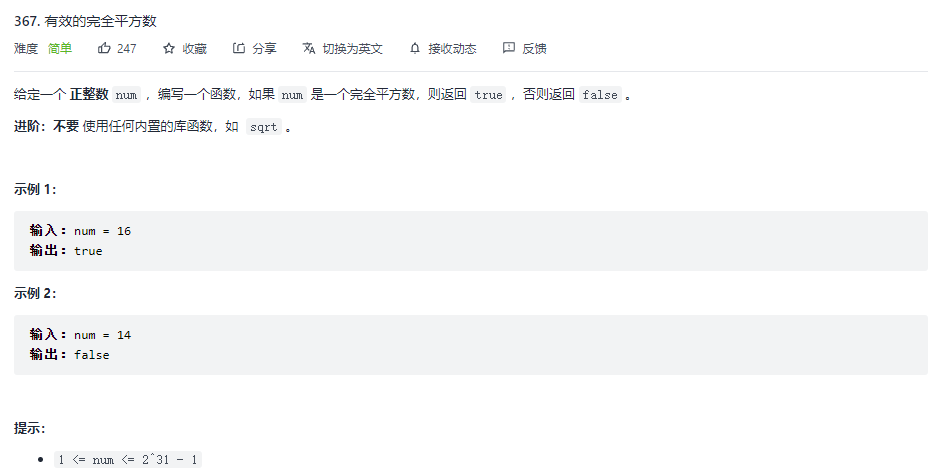 367. 有效的完全平方数
难度 简单 247 收藏 分享 切换为英文 接收动态 反馈
给定一个 正整数 num ，编写一个函数，如果 num 是一个完全平方数，则返回 true ，否则返回 false 。
进阶：不要 使用任何内置的库函数，如 sqrt 。
示例 1：
输入：num = 16
输出：true
示例 2：
输入：num = 14
输出：false
提示：
1 <= num <= 2^31 - 1